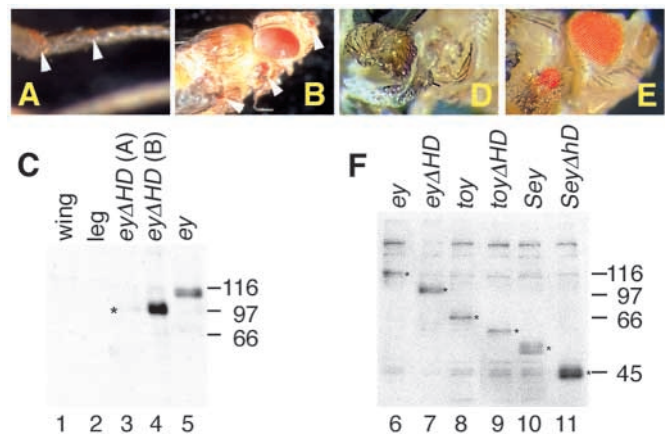 A
B
D
E
C
F
wing
leg
eyΔHD (A)
eyΔHD (B)
ey
* 
116
97
66
1 2 3 4 5
ey
eyΔHD
toy
toyΔHD
Sey
SeyΔhD
116
97
66
45
6 7 8 9 10 11